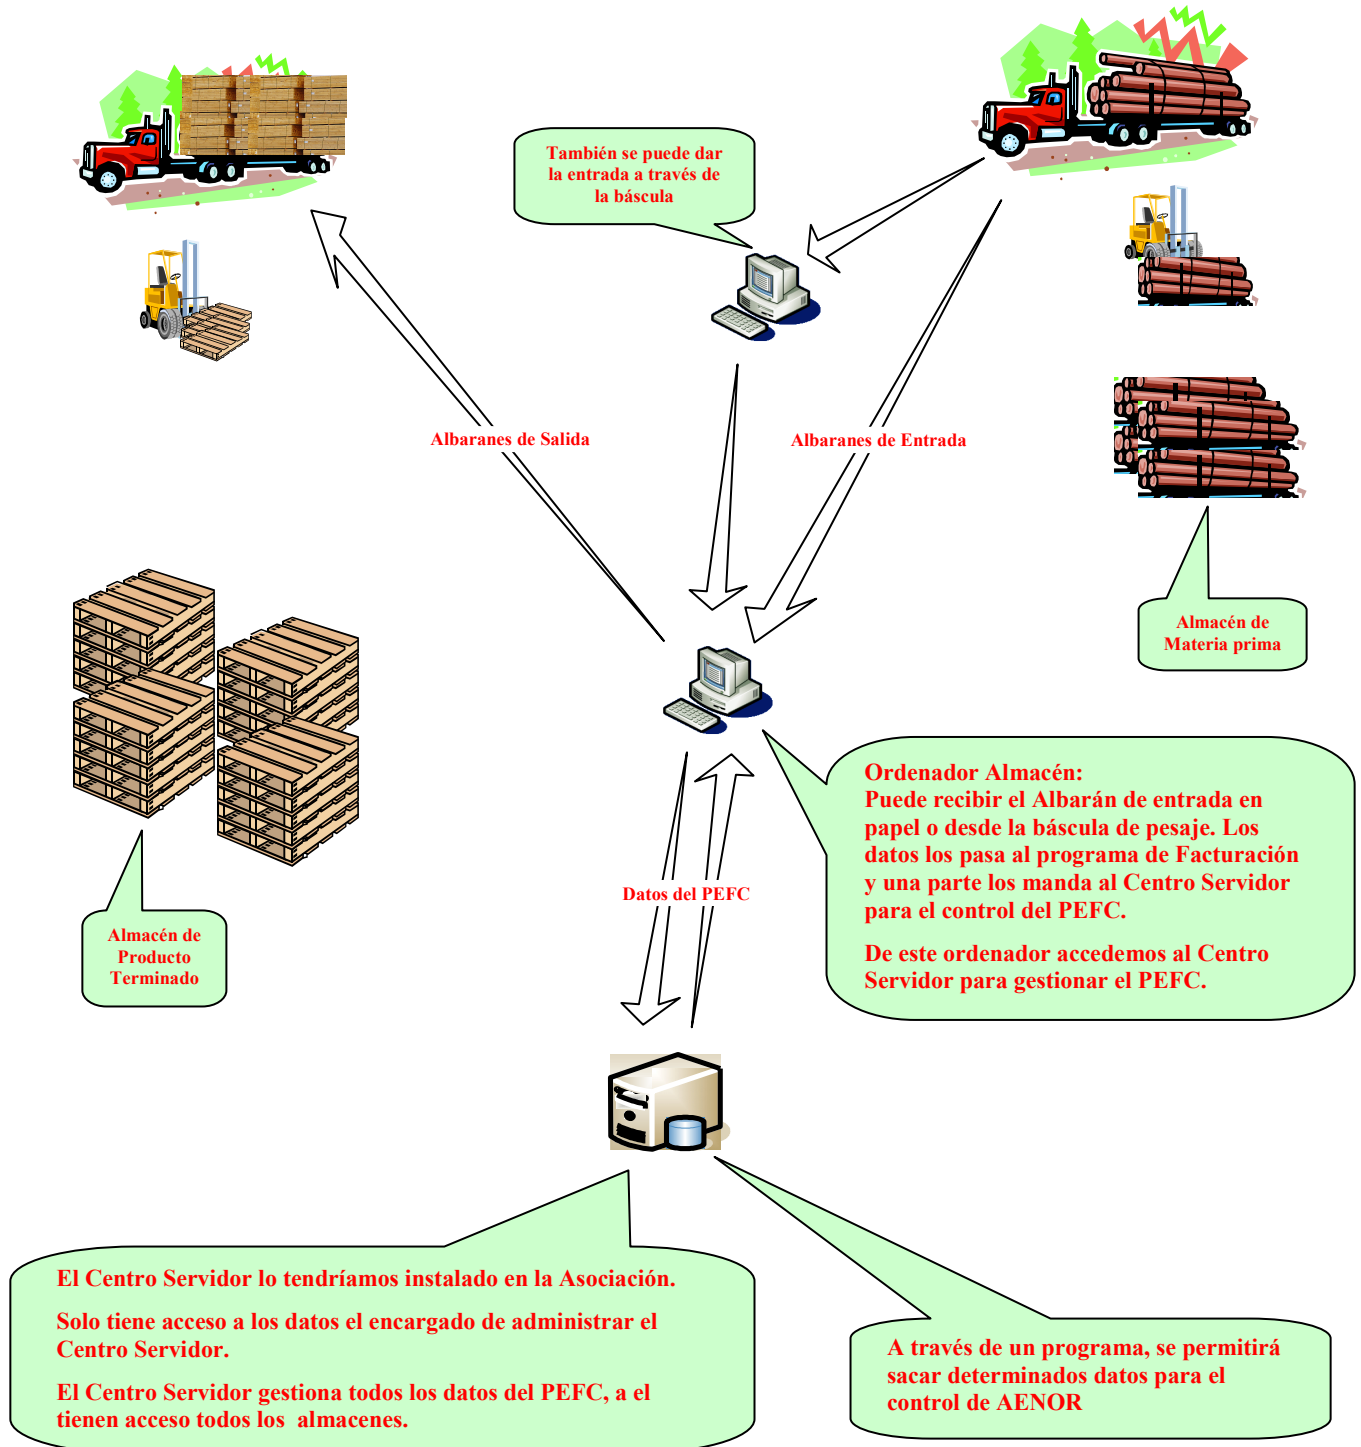 También se puede dar
la entrada a través de
la báscula
Albaranes de Salida
Albaranes de Entrada
Almacén de
Materia prima
Ordenador Almacén:
Puede recibir el Albarán de entrada en
papel o desde la báscula de pesaje. Los
datos los pasa al programa de Facturación
y una parte los manda al Centro Servidor
para el control del PEFC.
De este ordenador accedemos al Centro
Servidor para gestionar el PEFC.
Datos del PEFC
Almacén de
Producto
Terminado
El Centro Servidor lo tendríamos instalado en la Asociación.
Solo tiene acceso a los datos el encargado de administrar el
Centro Servidor.
El Centro Servidor gestiona todos los datos del PEFC, a el
tienen acceso todos los almacenes.
A través de un programa, se permitirá
sacar determinados datos para el
control de AENOR